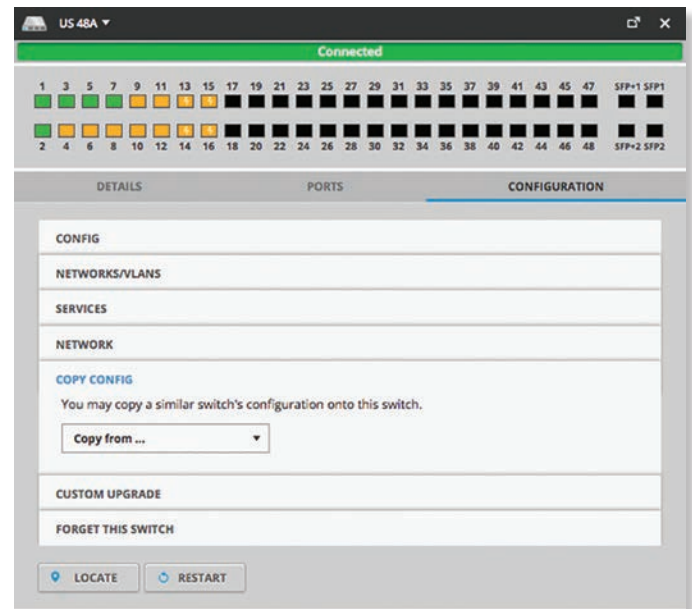 US 48A
Connected
1 3 5 7 9 11 13 15 17 19 21 23 25 27 29 31 33 35 37 39 41 43 45 47 SFP+1 SFP1
2 4 6 8 10 12 14 16 18 20 22 24 26 28 30 32 34 36 38 40 42 44 46 48 SFP+2 SFP2
DETAILS PORTS CONFIGURATION
CONFIG
NETWORKS/VLANS
SERVICES
NETWORK
COPY CONFIG
You may copy a similar switch's configuration onto this switch.
Copy from ...
CUSTOM UPGRADE
FORGET THIS SWITCH
LOCATE RESTART